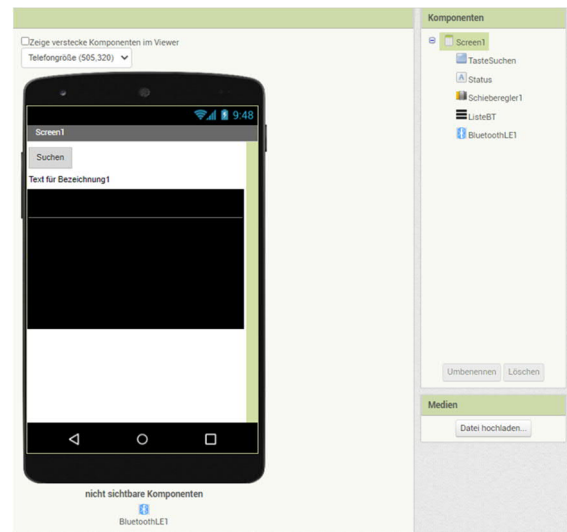 Zeige verstecke Komponenten im Viewer
Telefongröße (505,320)
9:48
Screen1
Suchen
Text für Bezeichnung1
nicht sichtbare Komponenten
BluetoothLE1
Komponenten
Screen1
TasteSuchen
A Status
Schieberegler1
ListeBT
BluetoothLE1
Umbenennen Löschen
Medien
Datei hochladen...